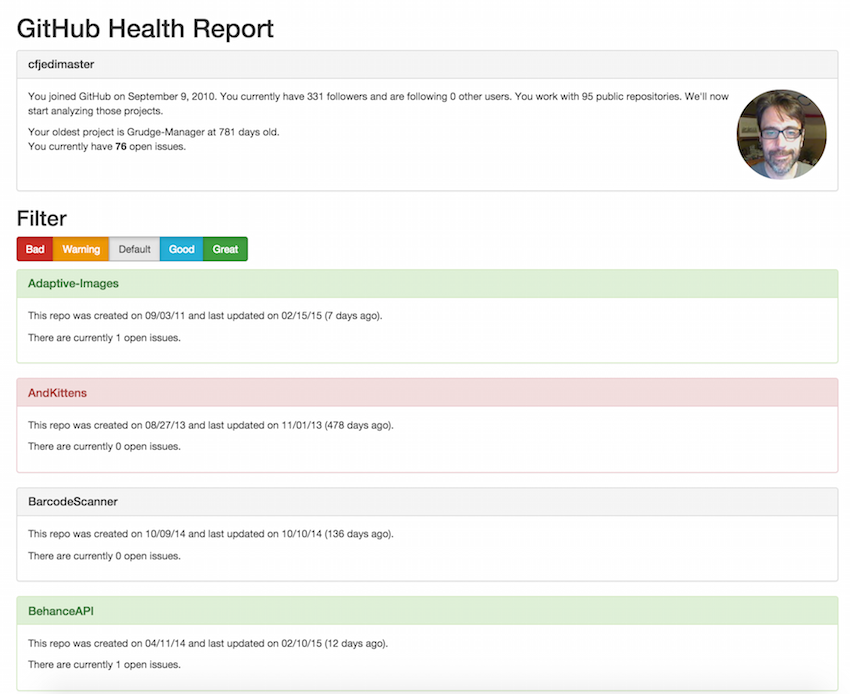 GitHub Health Report
cfjedimaster
You joined GitHub on September 9, 2010. You currently have 331 followers and are following 0 other users. You work with 95 public repositories. We'll now
start analyzing those projects.
Your oldest project is Grudge-Manager at 781 days old.
You currently have 76 open issues.
Filter
Bad Warning Default Good Great
Adaptive-Images
This repo was created on 09/03/11 and last updated on 02/15/15 (7 days ago).
There are currently 1 open issues.
AndKittens
This repo was created on 08/27/13 and last updated on 11/01/13 (478 days ago).
There are currently 0 open issues.
BarcodeScanner
This repo was created on 10/09/14 and last updated on 10/10/14 (136 days ago).
There are currently 0 open issues.
BehanceAPI
This repo was created on 04/11/14 and last updated on 02/10/15 (12 days ago).
There are currently 1 open issues.